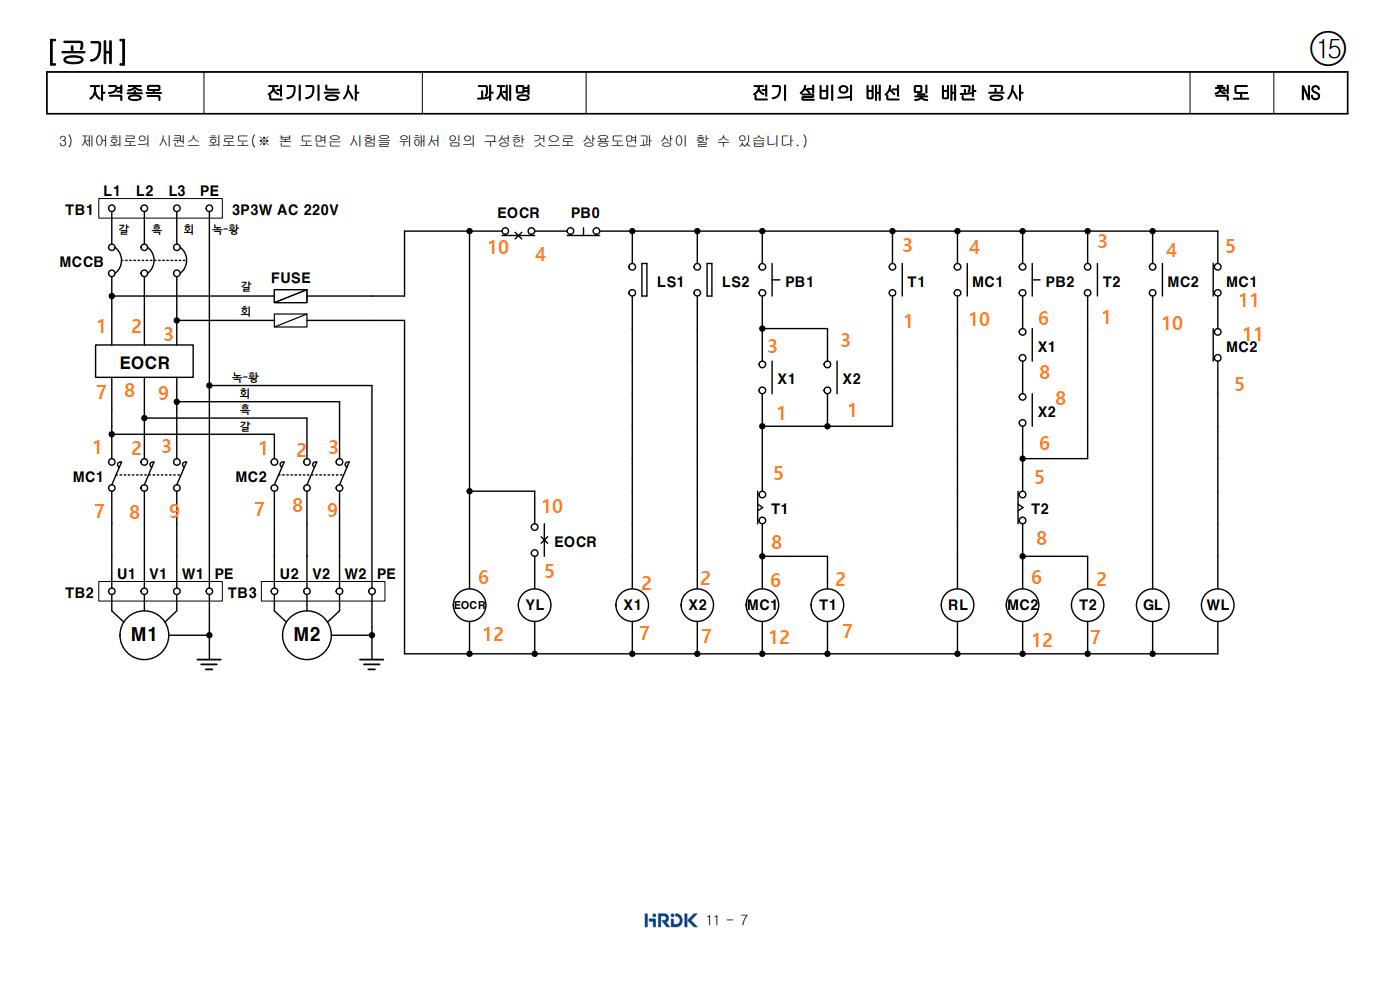 [공개]
15
자격종목 전기기능사 과제명 전기 설비의 배선 및 배관 공사 척도 NS
3) 제어회로의 시퀀스 회로도(※ 본 도면은 시험을 위해서 임의 구성한 것으로 상용도면과 상이 할 수 있습니다.)
L1 L2 L3 PE
TB1 3P3W AC 220V
갈 흑 회 녹-황
MCCB
FUSE
갈
회
1 2 3
EOCR
7 8 9
녹-황
회
흑
갈
1 2 3 1 2 3
MC1 MC2
7 8 9 7 8 9
U1 V1 W1 PE U2 V2 W2 PE
TB2 TB3
M1 M2
EOCR PB0
10 4
3 4 3 4 5
LS1 LS2 PB1 T1 MC1 PB2 T2 MC2 MC1
11
1 10 6 1 10
11
3 3 X1 MC2
8 5
X1 X2
8
1 1 X2
6
5 5
T1 T2
8 8
10
EOCR
5
6 2 2 6 2 6 2
EOCR YL X1 X2 MC1 T1 RL MC2 T2 GL WL
12 7 7 12 7 12 7
HRDK 11 - 7